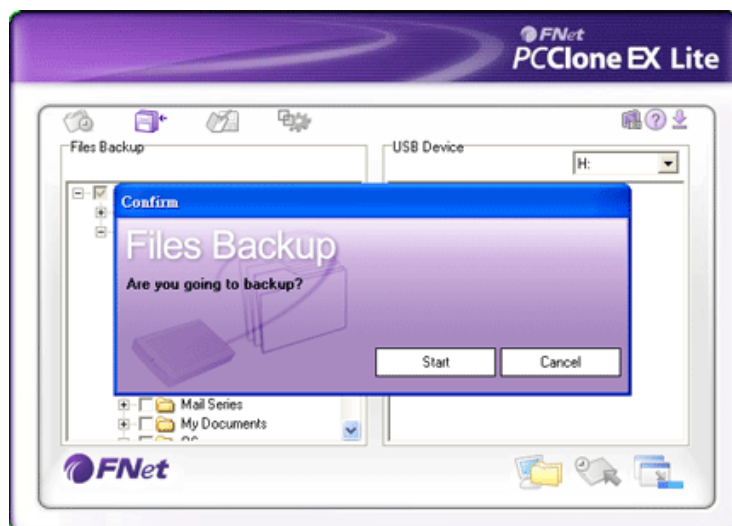 FNet
PCClone EX Lite
Files Backup
USB Device
H:
Confirm
Files Backup
Are you going to backup?
Start
Cancel
Mail Series
My Documents
FNet